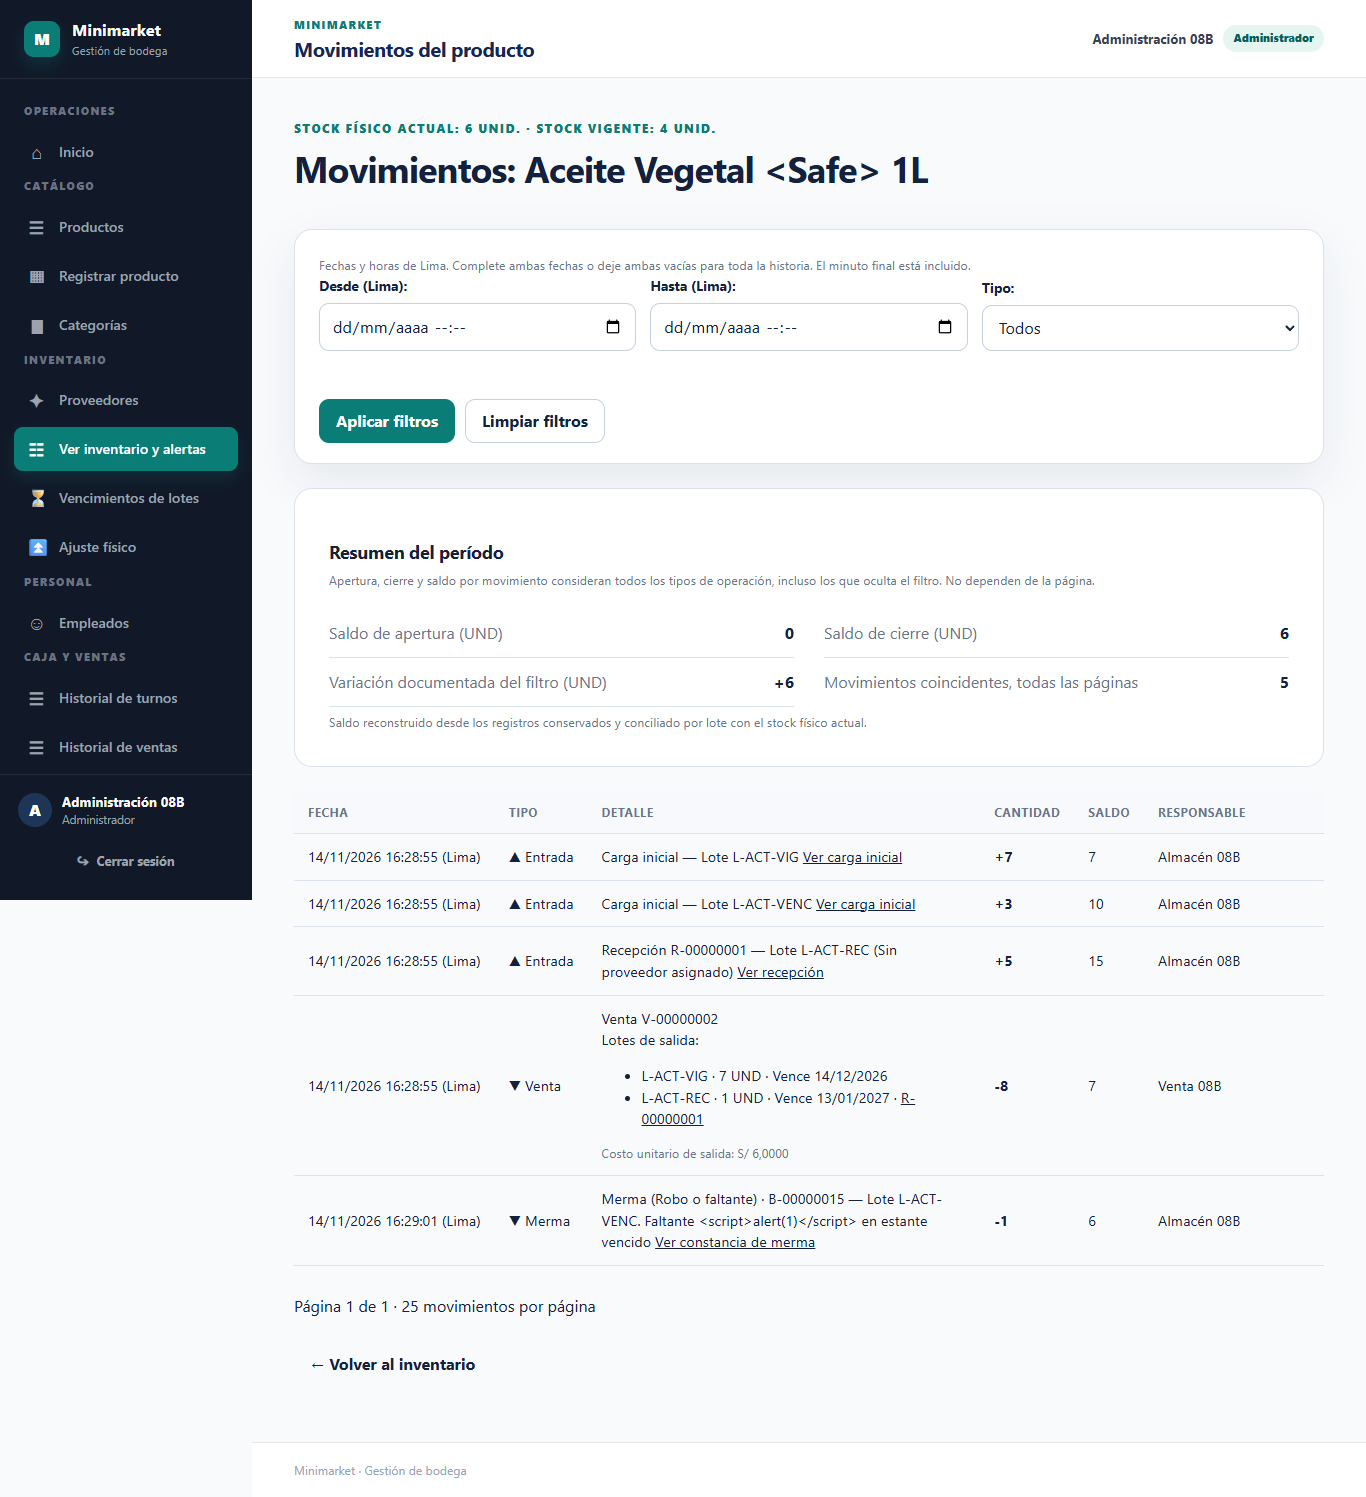 M
Minimarket
Gestión de bodega
OPERACIONES
Inicio
CATÁLOGO
Productos
Registrar producto
Categorías
INVENTARIO
Proveedores
Ver inventario y alertas
Vencimientos de lotes
Ajuste físico
PERSONAL
Empleados
CAJA Y VENTAS
Historial de turnos
Historial de ventas
A
Administración 08B
Administrador
↪ Cerrar sesión
MINIMARKET
Movimientos del producto
Administración 08B Administrador
STOCK FÍSICO ACTUAL: 6 UNID. · STOCK VIGENTE: 4 UNID.
Movimientos: Aceite Vegetal <Safe> 1L
Fechas y horas de Lima. Complete ambas fechas o deje ambas vacías para toda la historia. El minuto final está incluido.
Desde (Lima):
dd/mm/aaaa --:--
Hasta (Lima):
dd/mm/aaaa --:--
Tipo:
Todos
Aplicar filtros
Limpiar filtros
Resumen del período
Apertura, cierre y saldo por movimiento consideran todos los tipos de operación, incluso los que oculta el filtro. No dependen de la página.
Saldo de apertura (UND) 0
Saldo de cierre (UND) 6
Variación documentada del filtro (UND) +6
Movimientos coincidentes, todas las páginas 5
Saldo reconstruido desde los registros conservados y conciliado por lote con el stock físico actual.
FECHA TIPO DETALLE CANTIDAD SALDO RESPONSABLE
14/11/2026 16:28:55 (Lima) ▲ Entrada Carga inicial — Lote L-ACT-VIG Ver carga inicial +7 7 Almacén 08B
14/11/2026 16:28:55 (Lima) ▲ Entrada Carga inicial — Lote L-ACT-VENC Ver carga inicial +3 10 Almacén 08B
14/11/2026 16:28:55 (Lima) ▲ Entrada
Recepción R-00000001 — Lote L-ACT-REC (Sin
proveedor asignado) Ver recepción
+5 15 Almacén 08B
14/11/2026 16:28:55 (Lima) ▼ Venta
Venta V-00000002
Lotes de salida:
• L-ACT-VIG · 7 UND · Vence 14/12/2026
• L-ACT-REC · 1 UND · Vence 13/01/2027 · R-
00000001
Costo unitario de salida: S/ 6,0000
-8 7 Venta 08B
14/11/2026 16:29:01 (Lima) ▼ Merma
Merma (Robo o faltante) · B-00000015 — Lote L-ACT-
VENC. Faltante <script>alert(1)</script> en estante
vencido Ver constancia de merma
-1 6 Almacén 08B
Página 1 de 1 · 25 movimientos por página
← Volver al inventario
Minimarket · Gestión de bodega